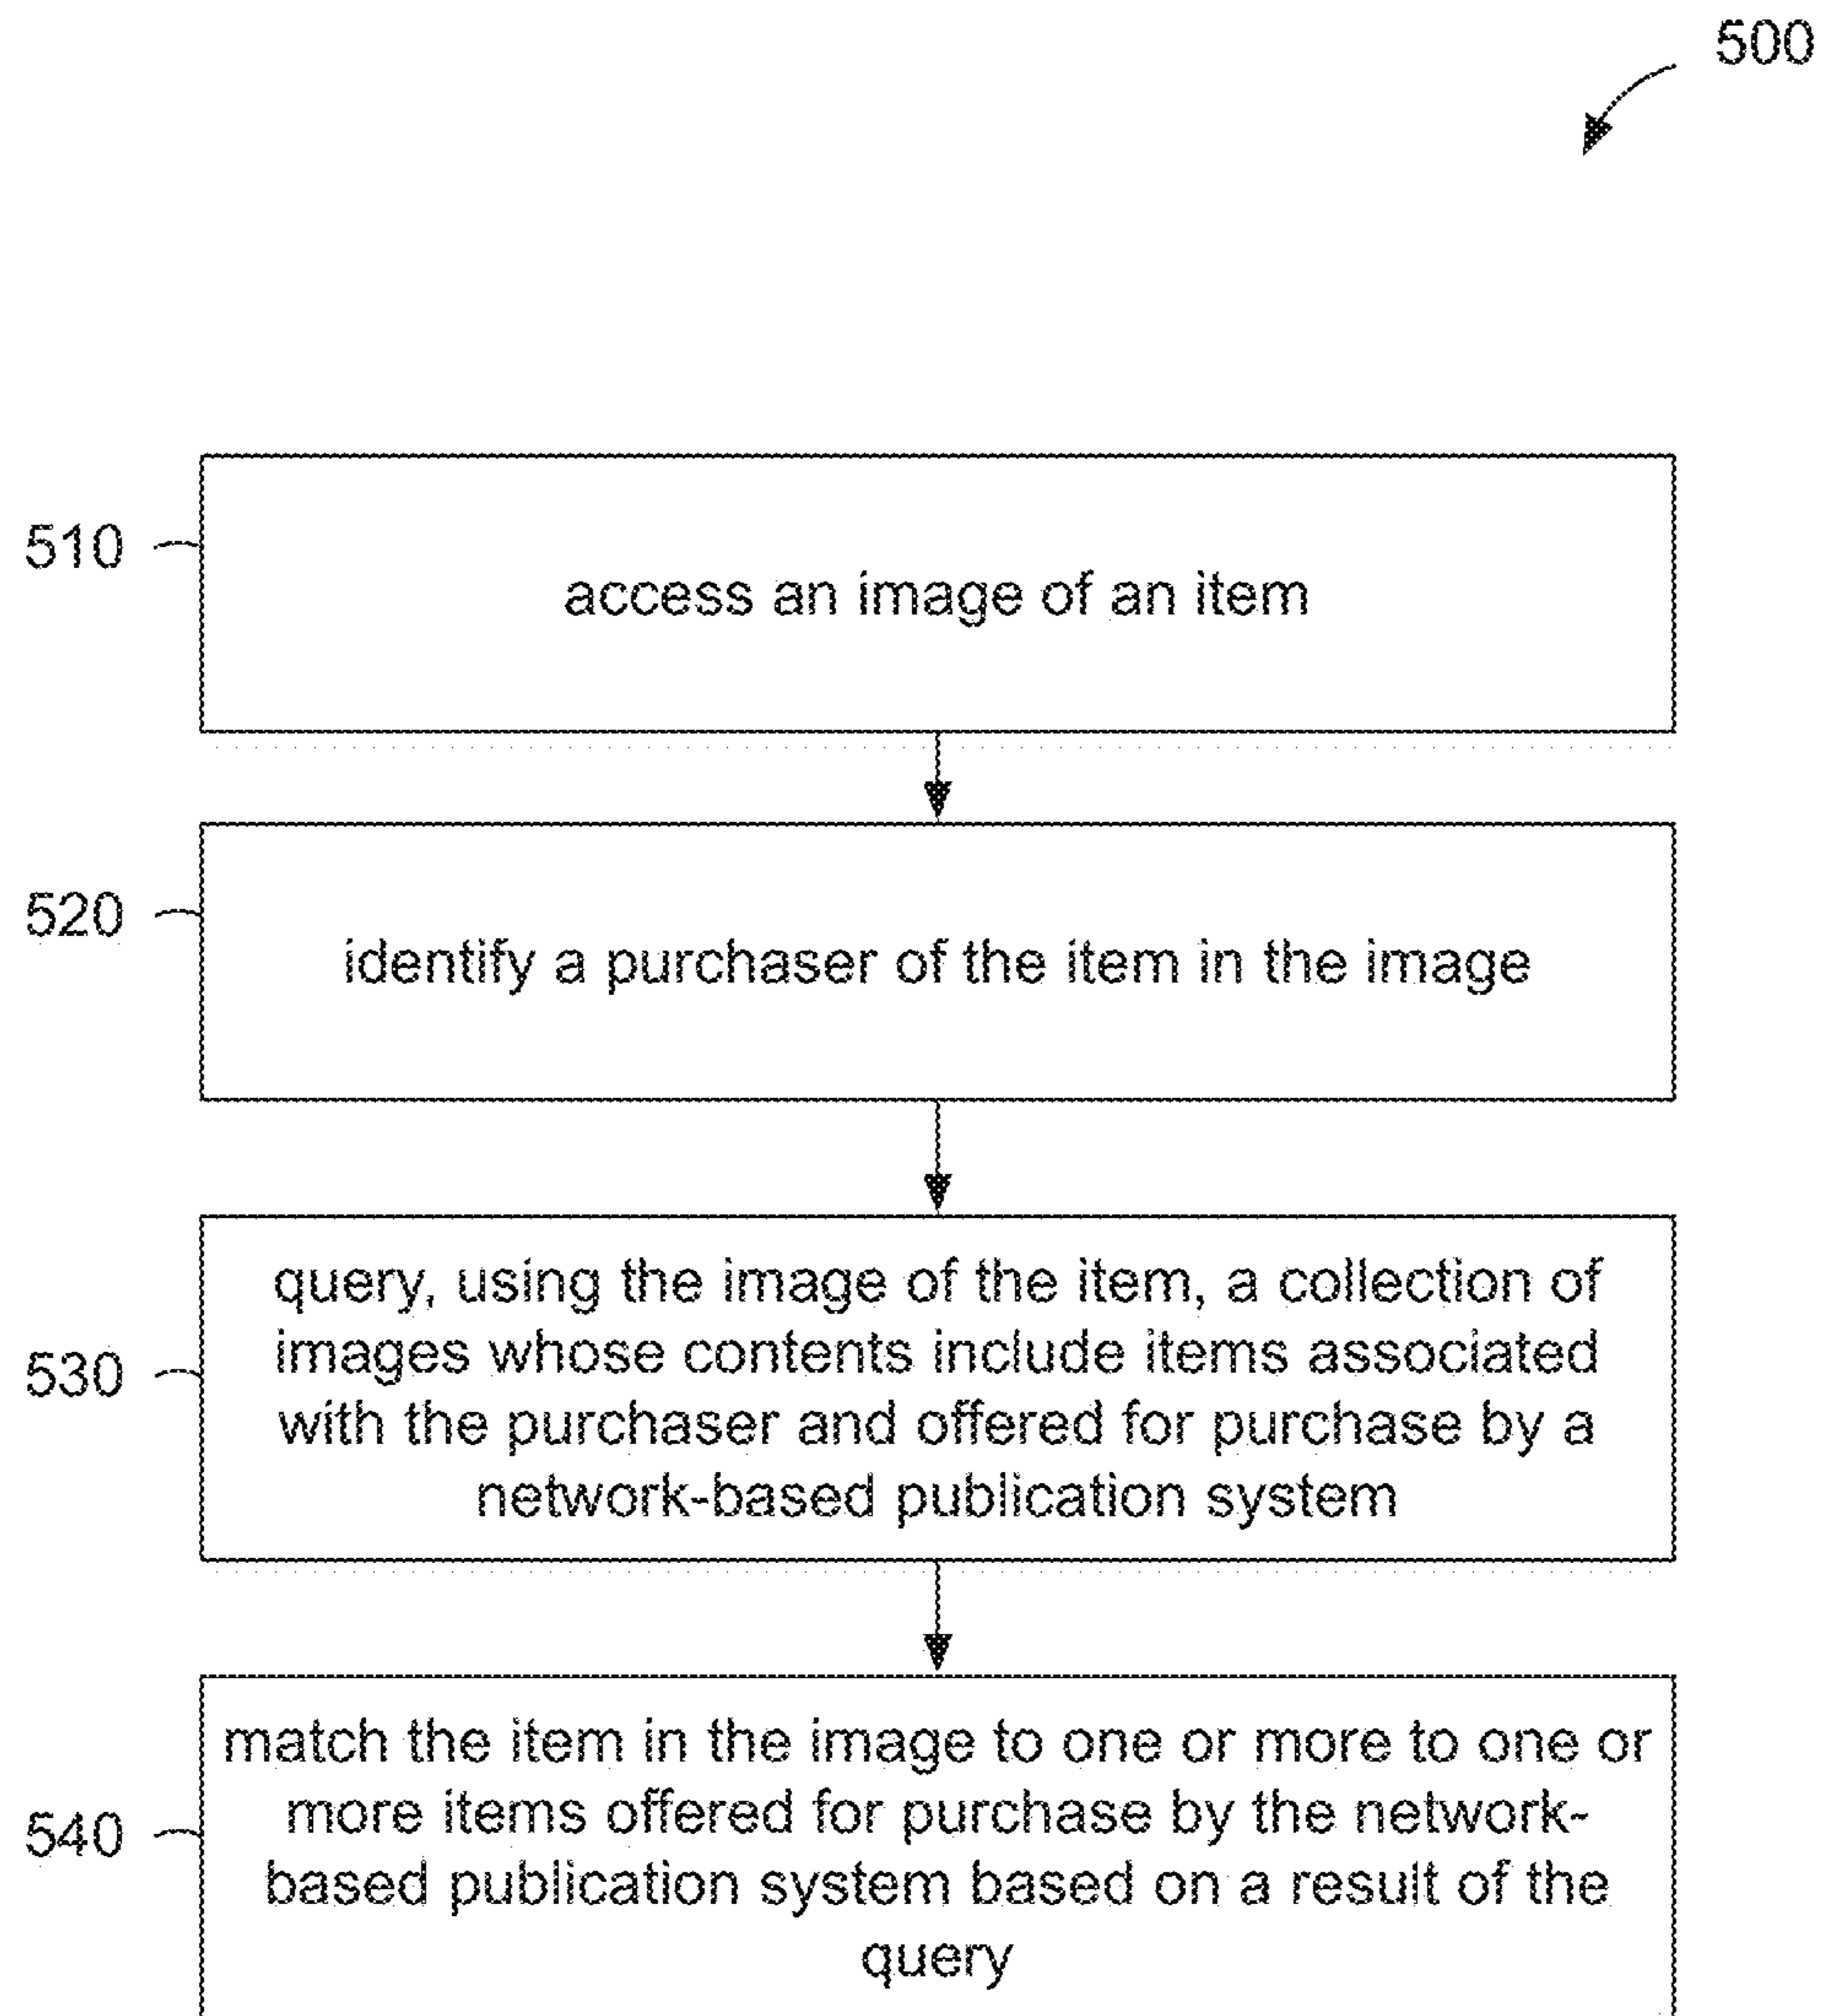 500
510
access an image of an item
520
identify a purchaser of the item in the image
530
query, using the image of the item, a collection of
images whose contents include items associated
with the purchaser and offered for purchase by a
network-based publication system
540
match the item in the image to one or more to one or
more items offered for purchase by the network-
based publication system based on a result of the
query